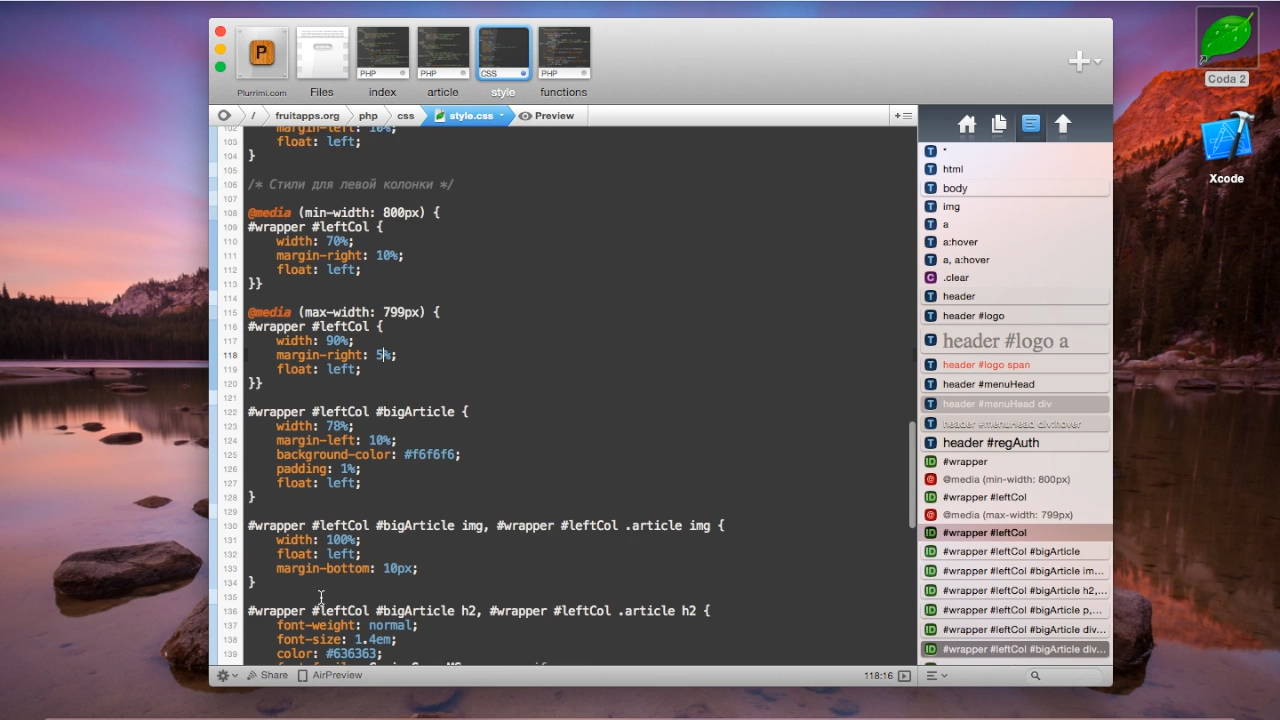 P
PHP
PHP
CSS
PHP
Plurrimi.com
Files
index
article
style
functions
Coda 2
Xcode
/
fruitapps.org
php
css
style.css
Preview
102 margin-left: 10%;
103 float: left;
104 }
105
106 /* Стили для левой колонки */
107
108 @media (min-width: 800px) {
109 #wrapper #leftCol {
110 width: 70%;
111 margin-right: 10%;
112 float: left;
113 }}
114
115 @media (max-width: 799px) {
116 #wrapper #leftCol {
117 width: 90%;
118 margin-right: 5%;
119 float: left;
120 }}
121
122 #wrapper #leftCol #bigArticle {
123 width: 78%;
124 margin-left: 10%;
125 background-color: #f6f6f6;
126 padding: 1%;
127 float: left;
128 }
129
130 #wrapper #leftCol #bigArticle img, #wrapper #leftCol .article img {
131 width: 100%;
132 float: left;
133 margin-bottom: 10px;
134 }
135
136 #wrapper #leftCol #bigArticle h2, #wrapper #leftCol .article h2 {
137 font-weight: normal;
138 font-size: 1.4em;
139 color: #636363;
T *
T html
T body
T img
T a
T a:hover
T a, a:hover
C .clear
T header
T header #logo
T header #logo a
T header #logo span
T header #menuHead
T header #menuHead div
T header #menuHead div:hover
T header #regAuth
ID #wrapper
@ @media (min-width: 800px)
ID #wrapper #leftCol
@ @media (max-width: 799px)
ID #wrapper #leftCol
ID #wrapper #leftCol #bigArticle
ID #wrapper #leftCol #bigArticle im...
ID #wrapper #leftCol #bigArticle h2,...
ID #wrapper #leftCol #bigArticle p,...
ID #wrapper #leftCol #bigArticle div...
ID #wrapper #leftCol #bigArticle div...
Share
AirPreview
118:16